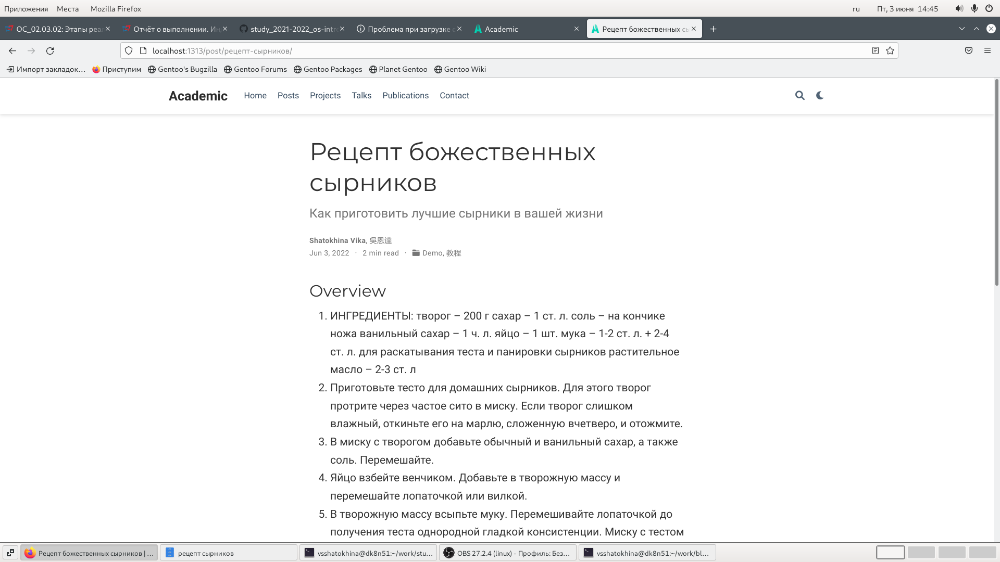 Приложения Места Mozilla Firefox ru Пт, 3 июня 14:45
ОС_02.03.02: Этапы реа Отчёт о выполнении. Ин study_2021-2022_os-intr Проблема при загрузке с Academic Рецепт божественных сы
localhost:1313/post/рецепт-сырников/
Импорт закладок... Приступим Gentoo's Bugzilla Gentoo Forums Gentoo Packages Planet Gentoo Gentoo Wiki
Academic Home Posts Projects Talks Publications Contact
Рецепт божественных
сырников
Как приготовить лучшие сырники в вашей жизни
Shatokhina Vika, 吳恩達
Jun 3, 2022 · 2 min read · Demo, 教程
Overview
1. ИНГРЕДИЕНТЫ: творог – 200 г сахар – 1 ст. л. соль – на кончике
ножа ванильный сахар – 1 ч. л. яйцо – 1 шт. мука – 1-2 ст. л. + 2-4
ст. л. для раскатывания теста и панировки сырников растительное
масло – 2-3 ст. л
2. Приготовьте тесто для домашних сырников. Для этого творог
протрите через частое сито в миску. Если творог слишком
влажный, откиньте его на марлю, сложенную вчетверо, и отожмите.
3. В миску с творогом добавьте обычный и ванильный сахар, а также
соль. Перемешайте.
4. Яйцо взбейте венчиком. Добавьте в творожную массу и
перемешайте лопаточкой или вилкой.
5. В творожную массу всыпьте муку. Перемешивайте лопаточкой до
получения теста однородной гладкой консистенции. Миску с тестом
Рецепт божественных сырников | ... рецепт сырников vsshatokhina@dk8n51:~/work/stu... OBS 27.2.4 (linux) - Профиль: Без... vsshatokhina@dk8n51:~/work/bl...